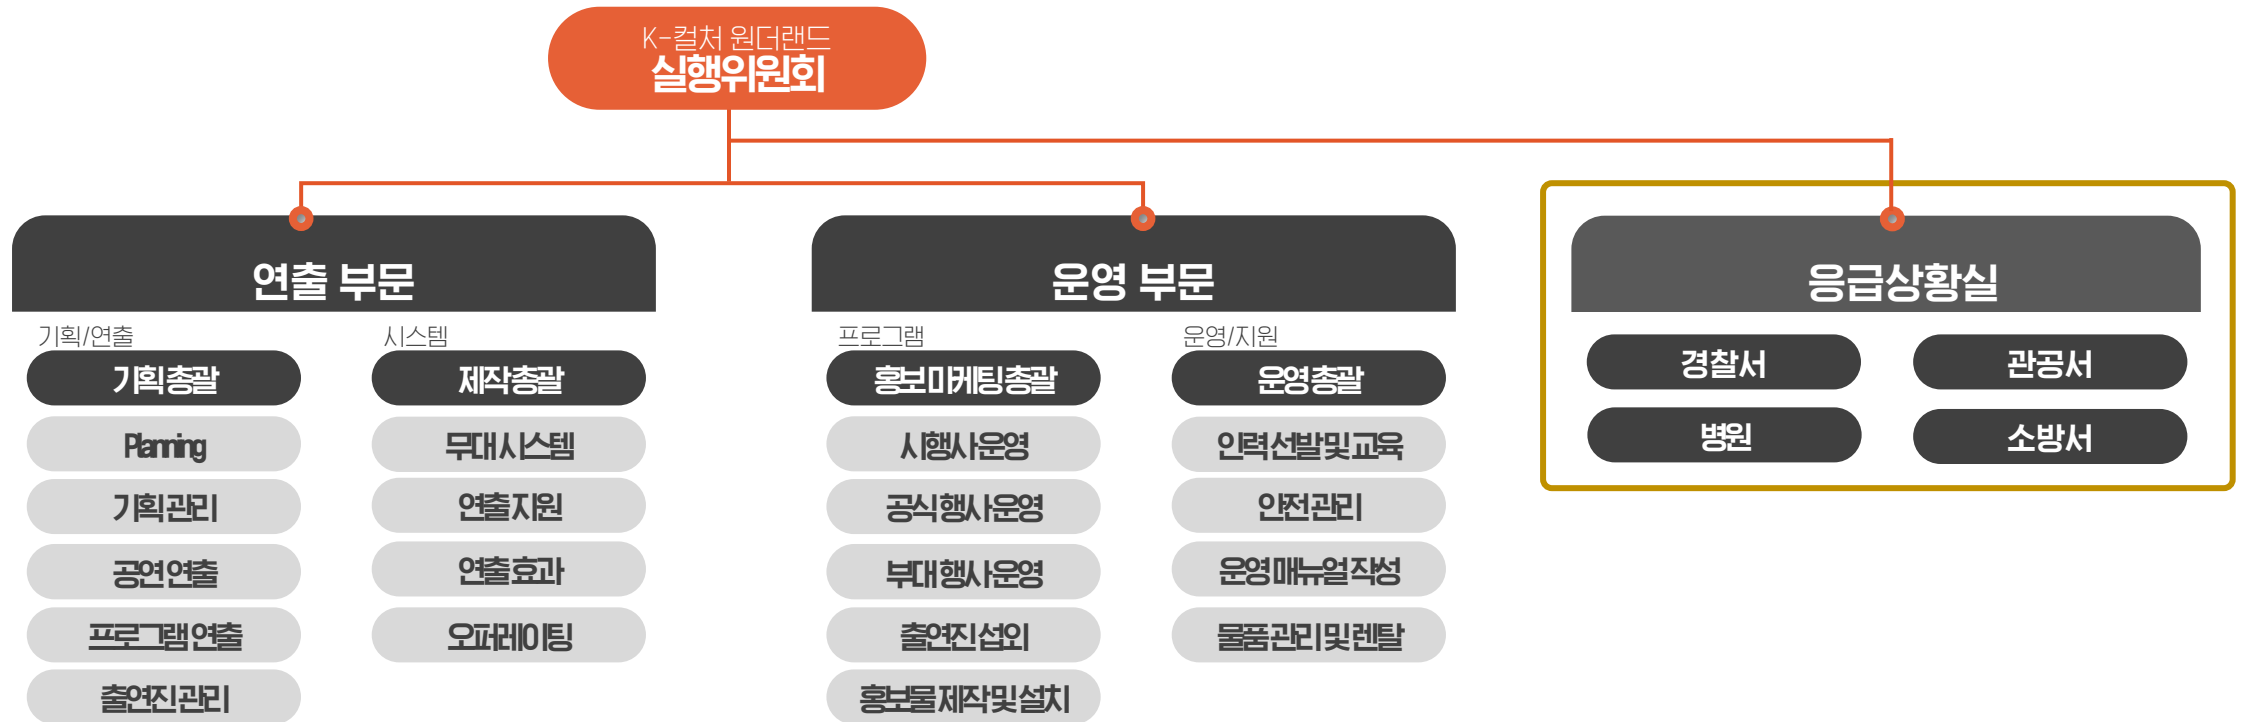 K-컬처 원더랜드
실행위원회
연출 부문
기획/연출
기획 총괄
Planning
기획 관리
공연 연출
프로그램 연출
출연진 관리
시스템
제작 총괄
무대 시스템
연출 지원
연출 효과
오퍼레이팅
운영 부문
프로그램
홍보 마케팅 총괄
시행사 운영
공식 행사 운영
부대 행사 운영
출연진 섭외
홍보물 제작 및 설치
운영/지원
운영 총괄
인력 선발 및 교육
안전 관리
운영 매뉴얼 작성
물품 관리 및 렌탈
응급상황실
경찰서
관공서
병원
소방서